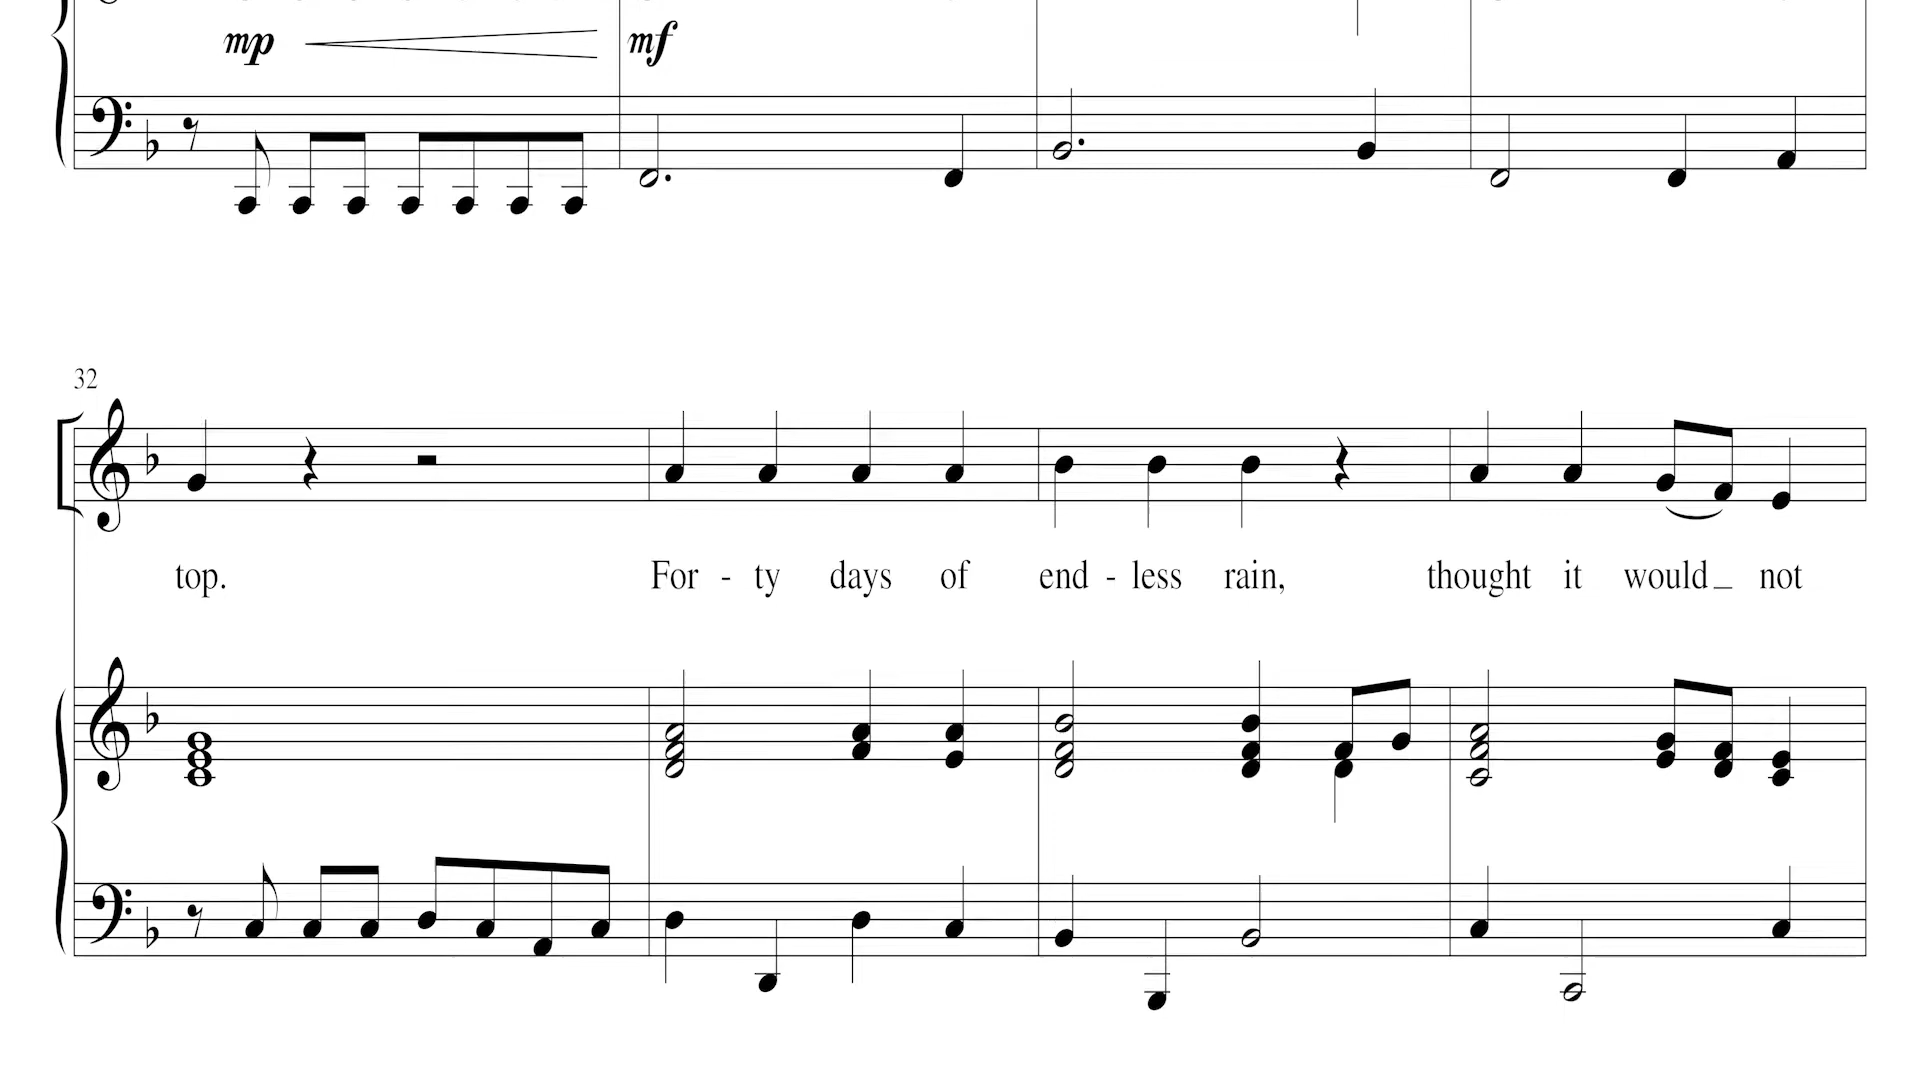 mp mf
32
top. For - ty days of end - less rain, thought it would_ not